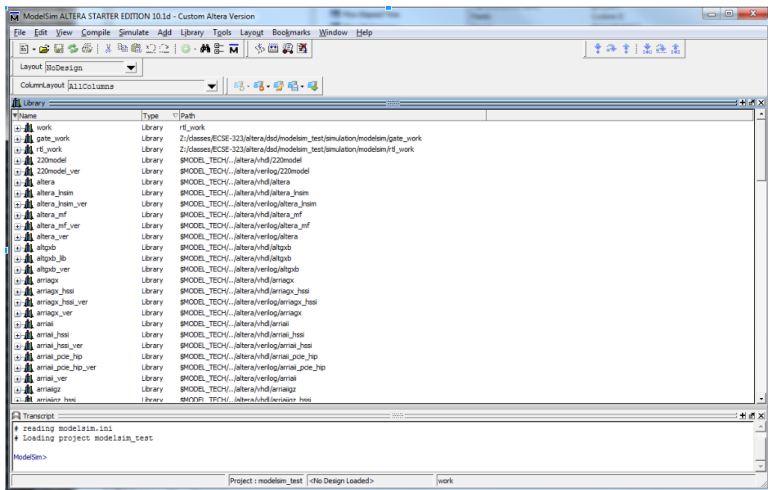 ModelSim ALTERA STARTER EDITION 10.1d - Custom Altera Version
File Edit View Compile Simulate Add Library Tools Layout Bookmarks Window Help
Layout NoDesign
ColumnLayout AllColumns
Library
Name Type Path
work Library rtl_work
gate_work Library Z:/classes/ECSE-323/altera/dsd/modelsim_test/simulation/modelsim/gate_work
rtl_work Library Z:/classes/ECSE-323/altera/dsd/modelsim_test/simulation/modelsim/rtl_work
220model Library $MODEL_TECH/../altera/vhdl/220model
220model_ver Library $MODEL_TECH/../altera/verilog/220model
altera Library $MODEL_TECH/../altera/vhdl/altera
altera_lnsim Library $MODEL_TECH/../altera/vhdl/altera_lnsim
altera_lnsim_ver Library $MODEL_TECH/../altera/verilog/altera_lnsim
altera_mf Library $MODEL_TECH/../altera/vhdl/altera_mf
altera_mf_ver Library $MODEL_TECH/../altera/verilog/altera_mf
altera_ver Library $MODEL_TECH/../altera/verilog/altera
altgxb Library $MODEL_TECH/../altera/vhdl/altgxb
altgxb_lib Library $MODEL_TECH/../altera/vhdl/altgxb
altgxb_ver Library $MODEL_TECH/../altera/verilog/altgxb
arriagx Library $MODEL_TECH/../altera/vhdl/arriagx
arriagx_hssi Library $MODEL_TECH/../altera/vhdl/arriagx_hssi
arriagx_hssi_ver Library $MODEL_TECH/../altera/verilog/arriagx_hssi
arriagx_ver Library $MODEL_TECH/../altera/verilog/arriagx
arriaii Library $MODEL_TECH/../altera/vhdl/arriaii
arriaii_hssi Library $MODEL_TECH/../altera/vhdl/arriaii_hssi
arriaii_hssi_ver Library $MODEL_TECH/../altera/verilog/arriaii_hssi
arriaii_pcie_hip Library $MODEL_TECH/../altera/vhdl/arriaii_pcie_hip
arriaii_pcie_hip_ver Library $MODEL_TECH/../altera/verilog/arriaii_pcie_hip
arriaii_ver Library $MODEL_TECH/../altera/verilog/arriaii
arriaiigz Library $MODEL_TECH/../altera/vhdl/arriaiigz
arriaiigz_hssi Library $MODEL_TECH/../altera/vhdl/arriaiigz_hssi
Transcript
# reading modelsim.ini
# Loading project modelsim_test
ModelSim>
Project : modelsim_test <No Design Loaded> work